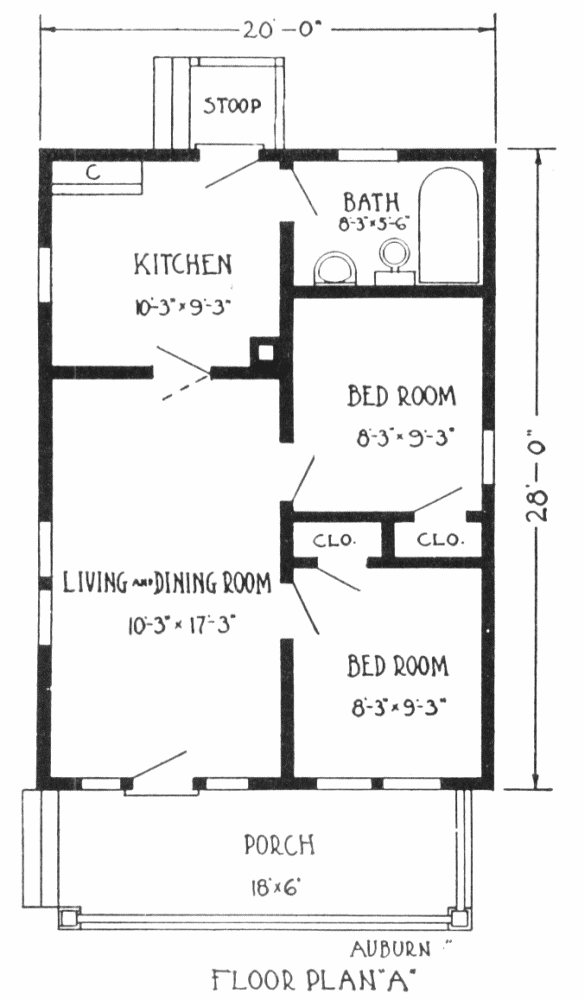 20'-0"
STOOP
C
BATH
8'-3"×5'-6"
KITCHEN
10'-3"×9'-3"
BED ROOM
8'-3"×9'-3"
28'-0"
CLO.
CLO.
LIVING AND DINING ROOM
10'-3"×17'-3"
BED ROOM
8'-3"×9'-3"
PORCH
18'×6'
AUBURN "
FLOOR PLAN "A"